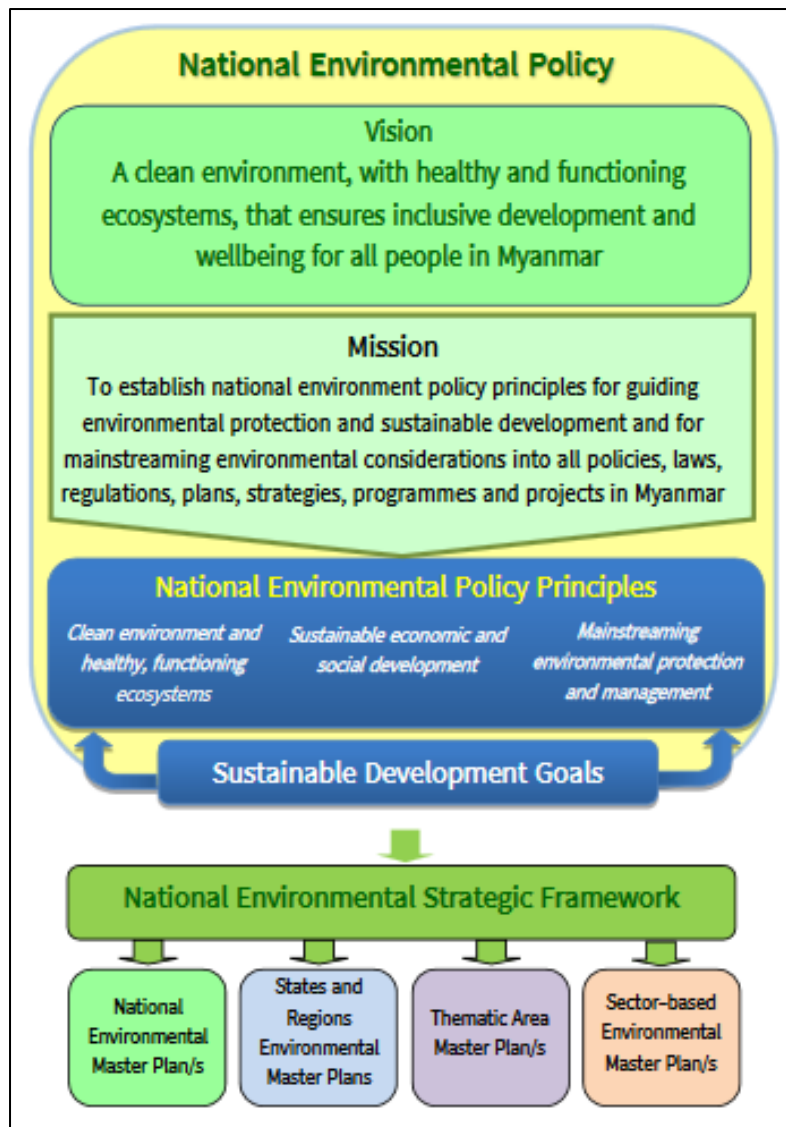 National Environmental Policy
Vision
A clean environment, with healthy and functioning
ecosystems, that ensures inclusive development and
wellbeing for all people in Myanmar
Mission
To establish national environment policy principles for guiding
environmental protection and sustainable development and for
mainstreaming environmental considerations into all policies, laws,
regulations, plans, strategies, programmes and projects in Myanmar
National Environmental Policy Principles
Clean environment and
healthy, functioning
ecosystems
Sustainable economic and
social development
Mainstreaming
environmental protection
and management
Sustainable Development Goals
National Environmental Strategic Framework
National
Environmental
Master Plan/s
States and
Regions
Environmental
Master Plans
Thematic Area
Master Plan/s
Sector-based
Environmental
Master Plan/s